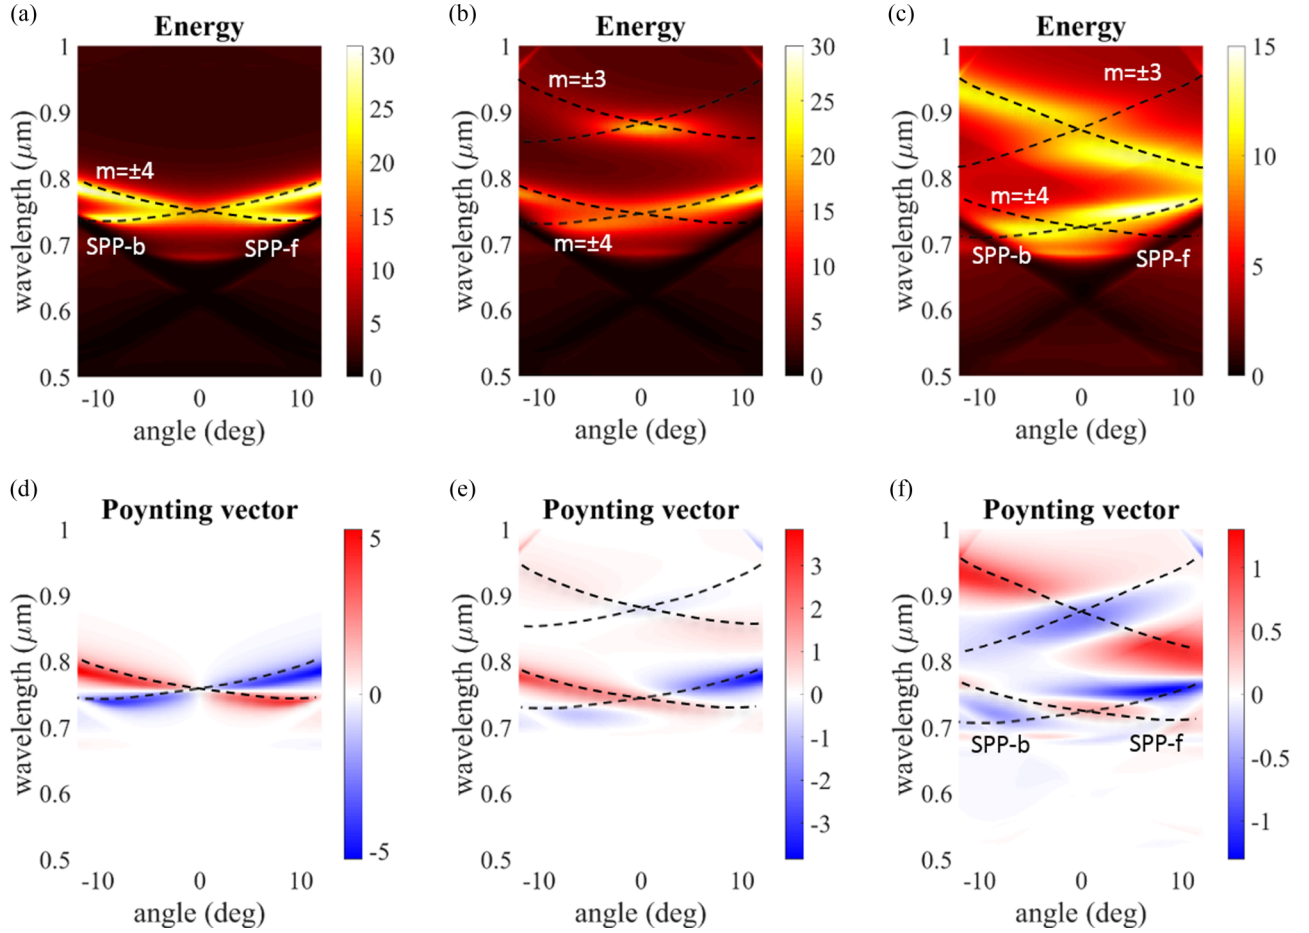 (a)
Energy
wavelength (μm)
1
0.9
0.8
0.7
0.6
0.5
m=±4
SPP-b
SPP-f
-10
0
10
angle (deg)
30
25
20
15
10
5
0
(b)
Energy
wavelength (μm)
1
0.9
0.8
0.7
0.6
0.5
m=±3
m=±4
-10
0
10
angle (deg)
30
25
20
15
10
5
0
(c)
Energy
wavelength (μm)
1
0.9
0.8
0.7
0.6
0.5
m=±3
m=±4
SPP-b
SPP-f
-10
0
10
angle (deg)
15
10
5
0
(d)
Poynting vector
wavelength (μm)
1
0.9
0.8
0.7
0.6
0.5
-10
0
10
angle (deg)
5
0
-5
(e)
Poynting vector
wavelength (μm)
1
0.9
0.8
0.7
0.6
0.5
-10
0
10
angle (deg)
3
2
1
0
-1
-2
-3
(f)
Poynting vector
wavelength (μm)
1
0.9
0.8
0.7
0.6
0.5
SPP-b
SPP-f
-10
0
10
angle (deg)
1
0.5
0
-0.5
-1